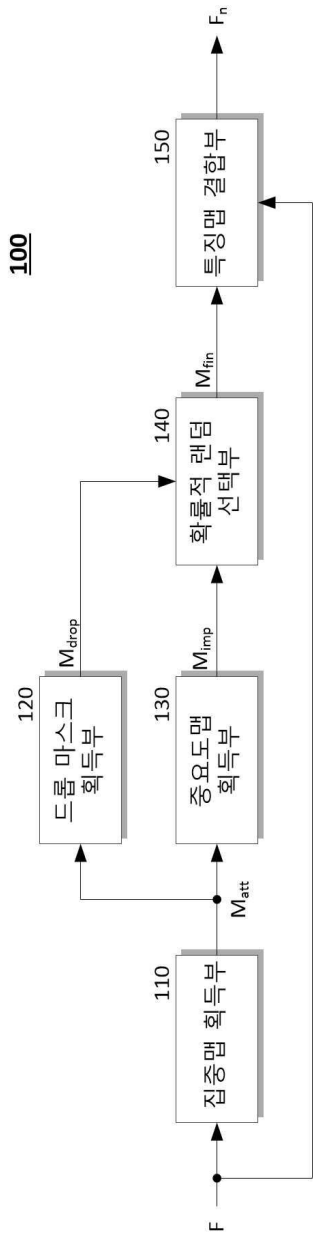 100
F
110
집중맵 획득부
M_att
120
드롭 마스크
획득부
M_drop
130
중요도맵
획득부
M_imp
140
확률적 랜덤
선택부
M_fin
150
특징맵 결합부
F_n